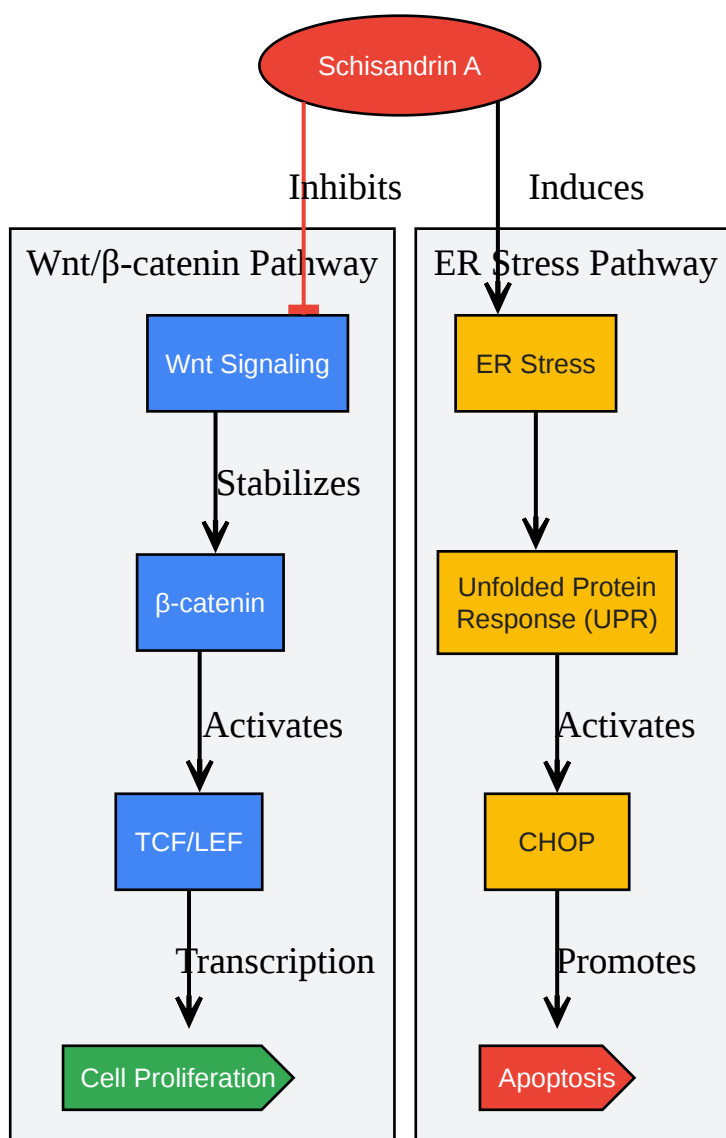 Schisandrin A
Inhibits
Induces
Wnt/β-catenin Pathway
ER Stress Pathway
Wnt Signaling
ER Stress
Stabilizes
β-catenin
Unfolded Protein
Response (UPR)
Activates
Activates
TCF/LEF
CHOP
Transcription
Promotes
Cell Proliferation
Apoptosis